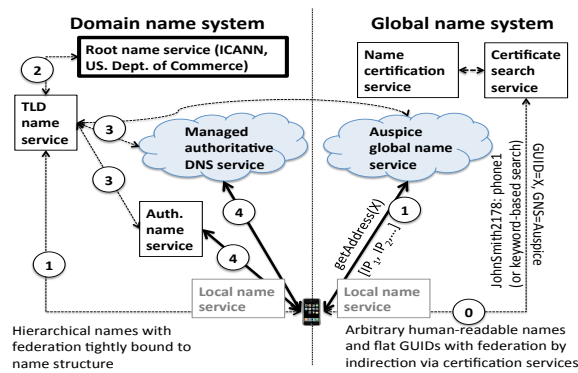 Domain name system
Global name system
Root name service (ICANN,
US. Dept. of Commerce)
Name
certification
service
Certificate
search
service
2
TLD
name
service
3
Managed
authoritative
DNS service
Auspice
global name
service
3
4
1
Auth.
name
service
4
getAddress(X)
[IP1, IP2,...]
JohnSmith2178: phone1
(or keyword-based search)
GUID=X, GNS=Auspice
1
Local name
service
Local name
service
0
Hierarchical names with
federation tightly bound to
name structure
Arbitrary human-readable names
and flat GUIDs with federation by
indirection via certification services